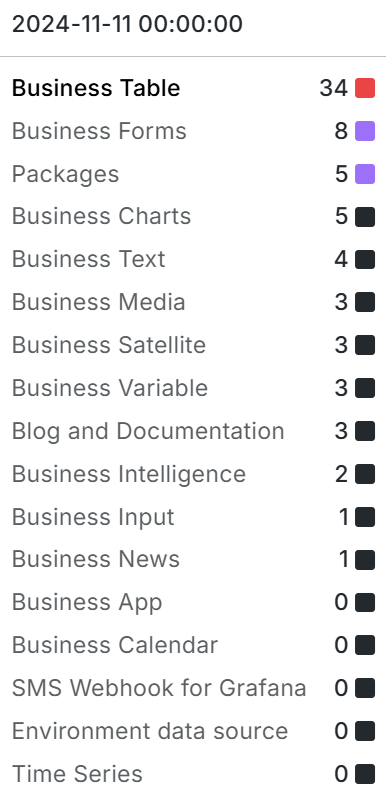 2024-11-11 00:00:00
Business Table 34
Business Forms 8
Packages 5
Business Charts 5
Business Text 4
Business Media 3
Business Satellite 3
Business Variable 3
Blog and Documentation 3
Business Intelligence 2
Business Input 1
Business News 1
Business App 0
Business Calendar 0
SMS Webhook for Grafana 0
Environment data source 0
Time Series 0